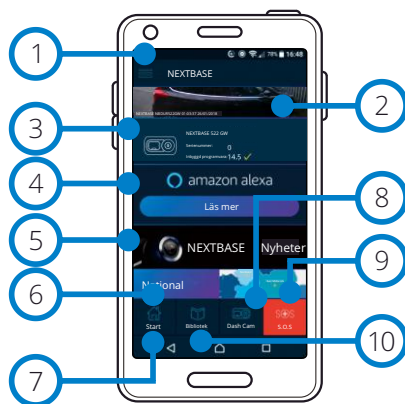 1
78% 16:48
NEXTBASE
2
NEXTBASE 522 GW
3
Serienummer: 0
Inbyggd programvara: 14.5
4
amazon alexa
Läs mer
8
5
NEXTBASE Nyheter
9
6
Start Bibliotek Dash Cam S.O.S
7
10